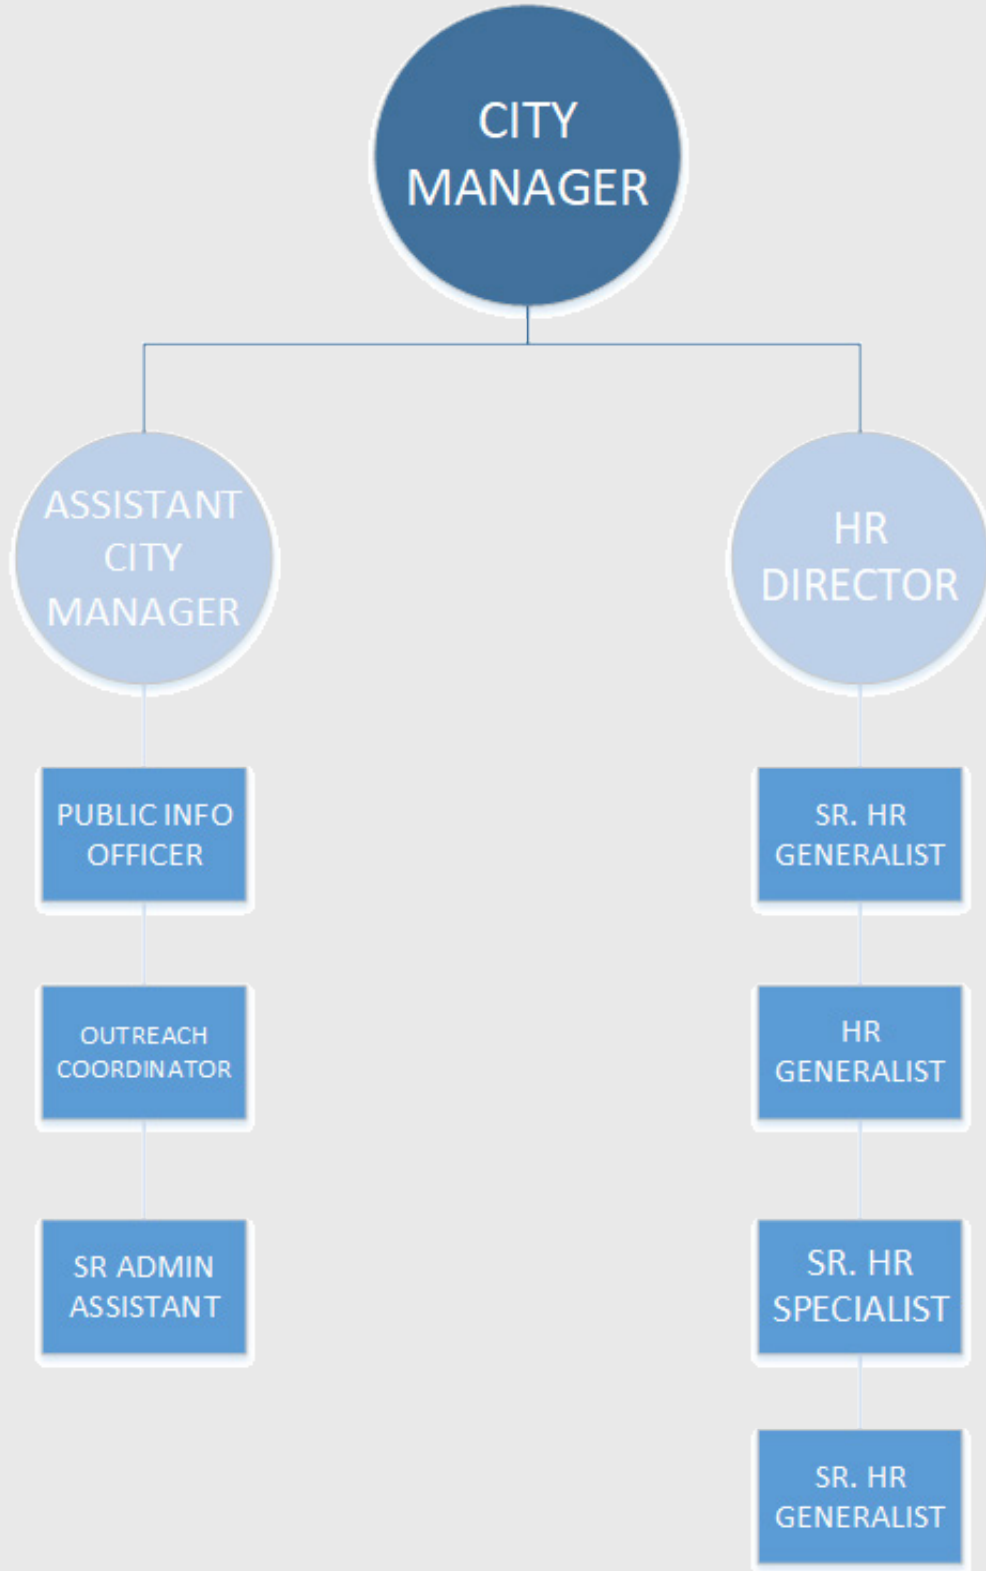 CITY
MANAGER
ASSISTANT
CITY
MANAGER
HR
DIRECTOR
PUBLIC INFO
OFFICER
SR. HR
GENERALIST
OUTREACH
COORDINATOR
HR
GENERALIST
SR ADMIN
ASSISTANT
SR. HR
SPECIALIST
SR. HR
GENERALIST